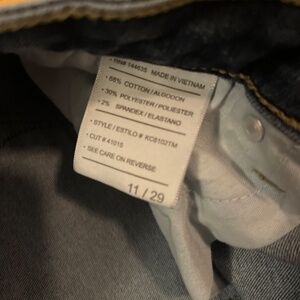 • RN# 144635 MADE IN VIETNAM
• 68% COTTON / ALGODON
• 30% POLYESTER / POLIESTER
• 2% SPANDEX / ELASTANO
• STYLE / ESTILO # KC8102TM
• CUT # 41015
• SEE CARE ON REVERSE
11 / 29